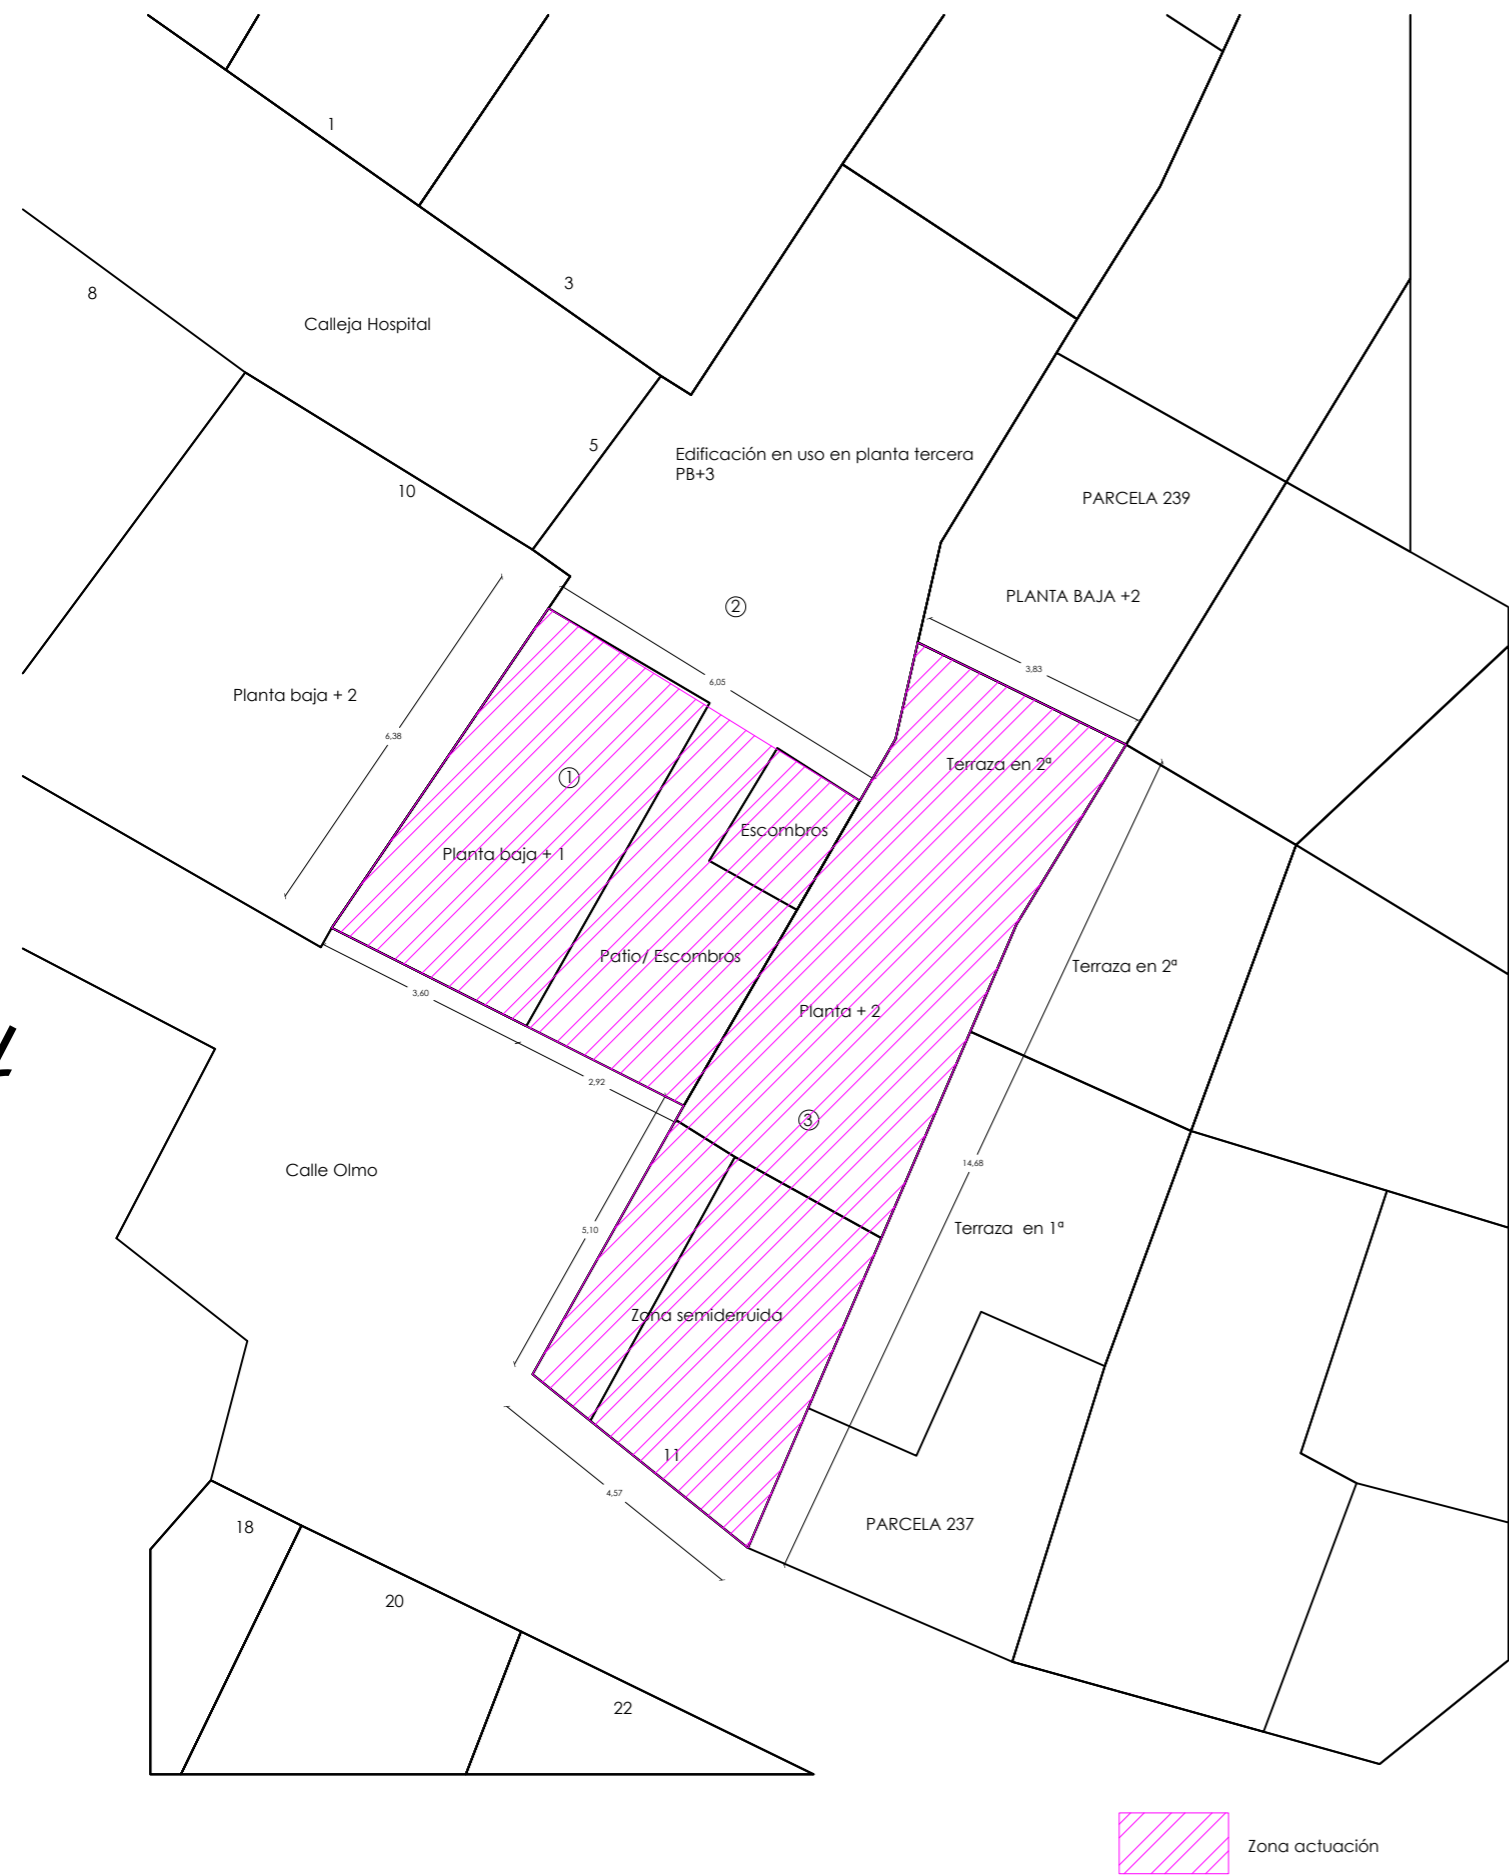 1
3
8
Calleja Hospital
5
Edificación en uso en planta tercera
PB+3
10
PARCELA 239
PLANTA BAJA +2
2
3,83
6,05
Planta baja + 2
6,38
1
Terraza en 2ª
Escombros
Planta baja + 1
Patio/ Escombros
Terraza en 2ª
3,60
Planta + 2
2,92
3
14,68
Calle Olmo
5,10
Terraza en 1ª
Zona semiderruida
11
4,57
PARCELA 237
18
20
22
Zona actuación